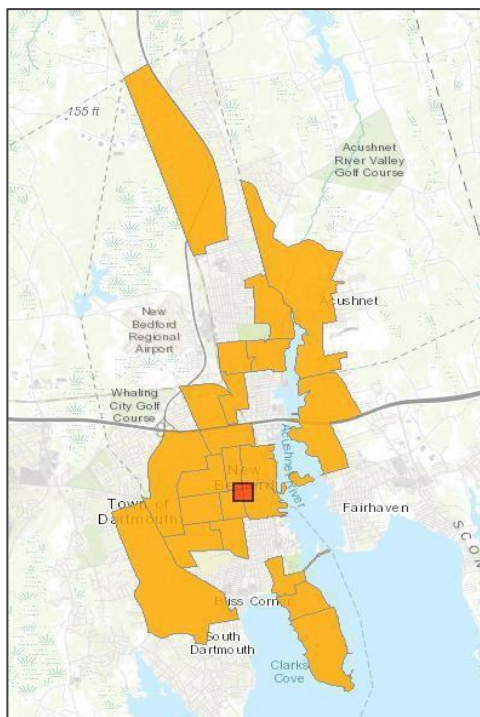 155 ft
Acushnet
River Valley
Golf Course
Acushnet
New
Bedford
Regional
Airport
Whaling
City Golf
Course
Acushnet River
New
Bedford
Town of
Dartmouth
Fairhaven
SCON
Bliss Corner
South
Dartmouth
Clarks
Cove